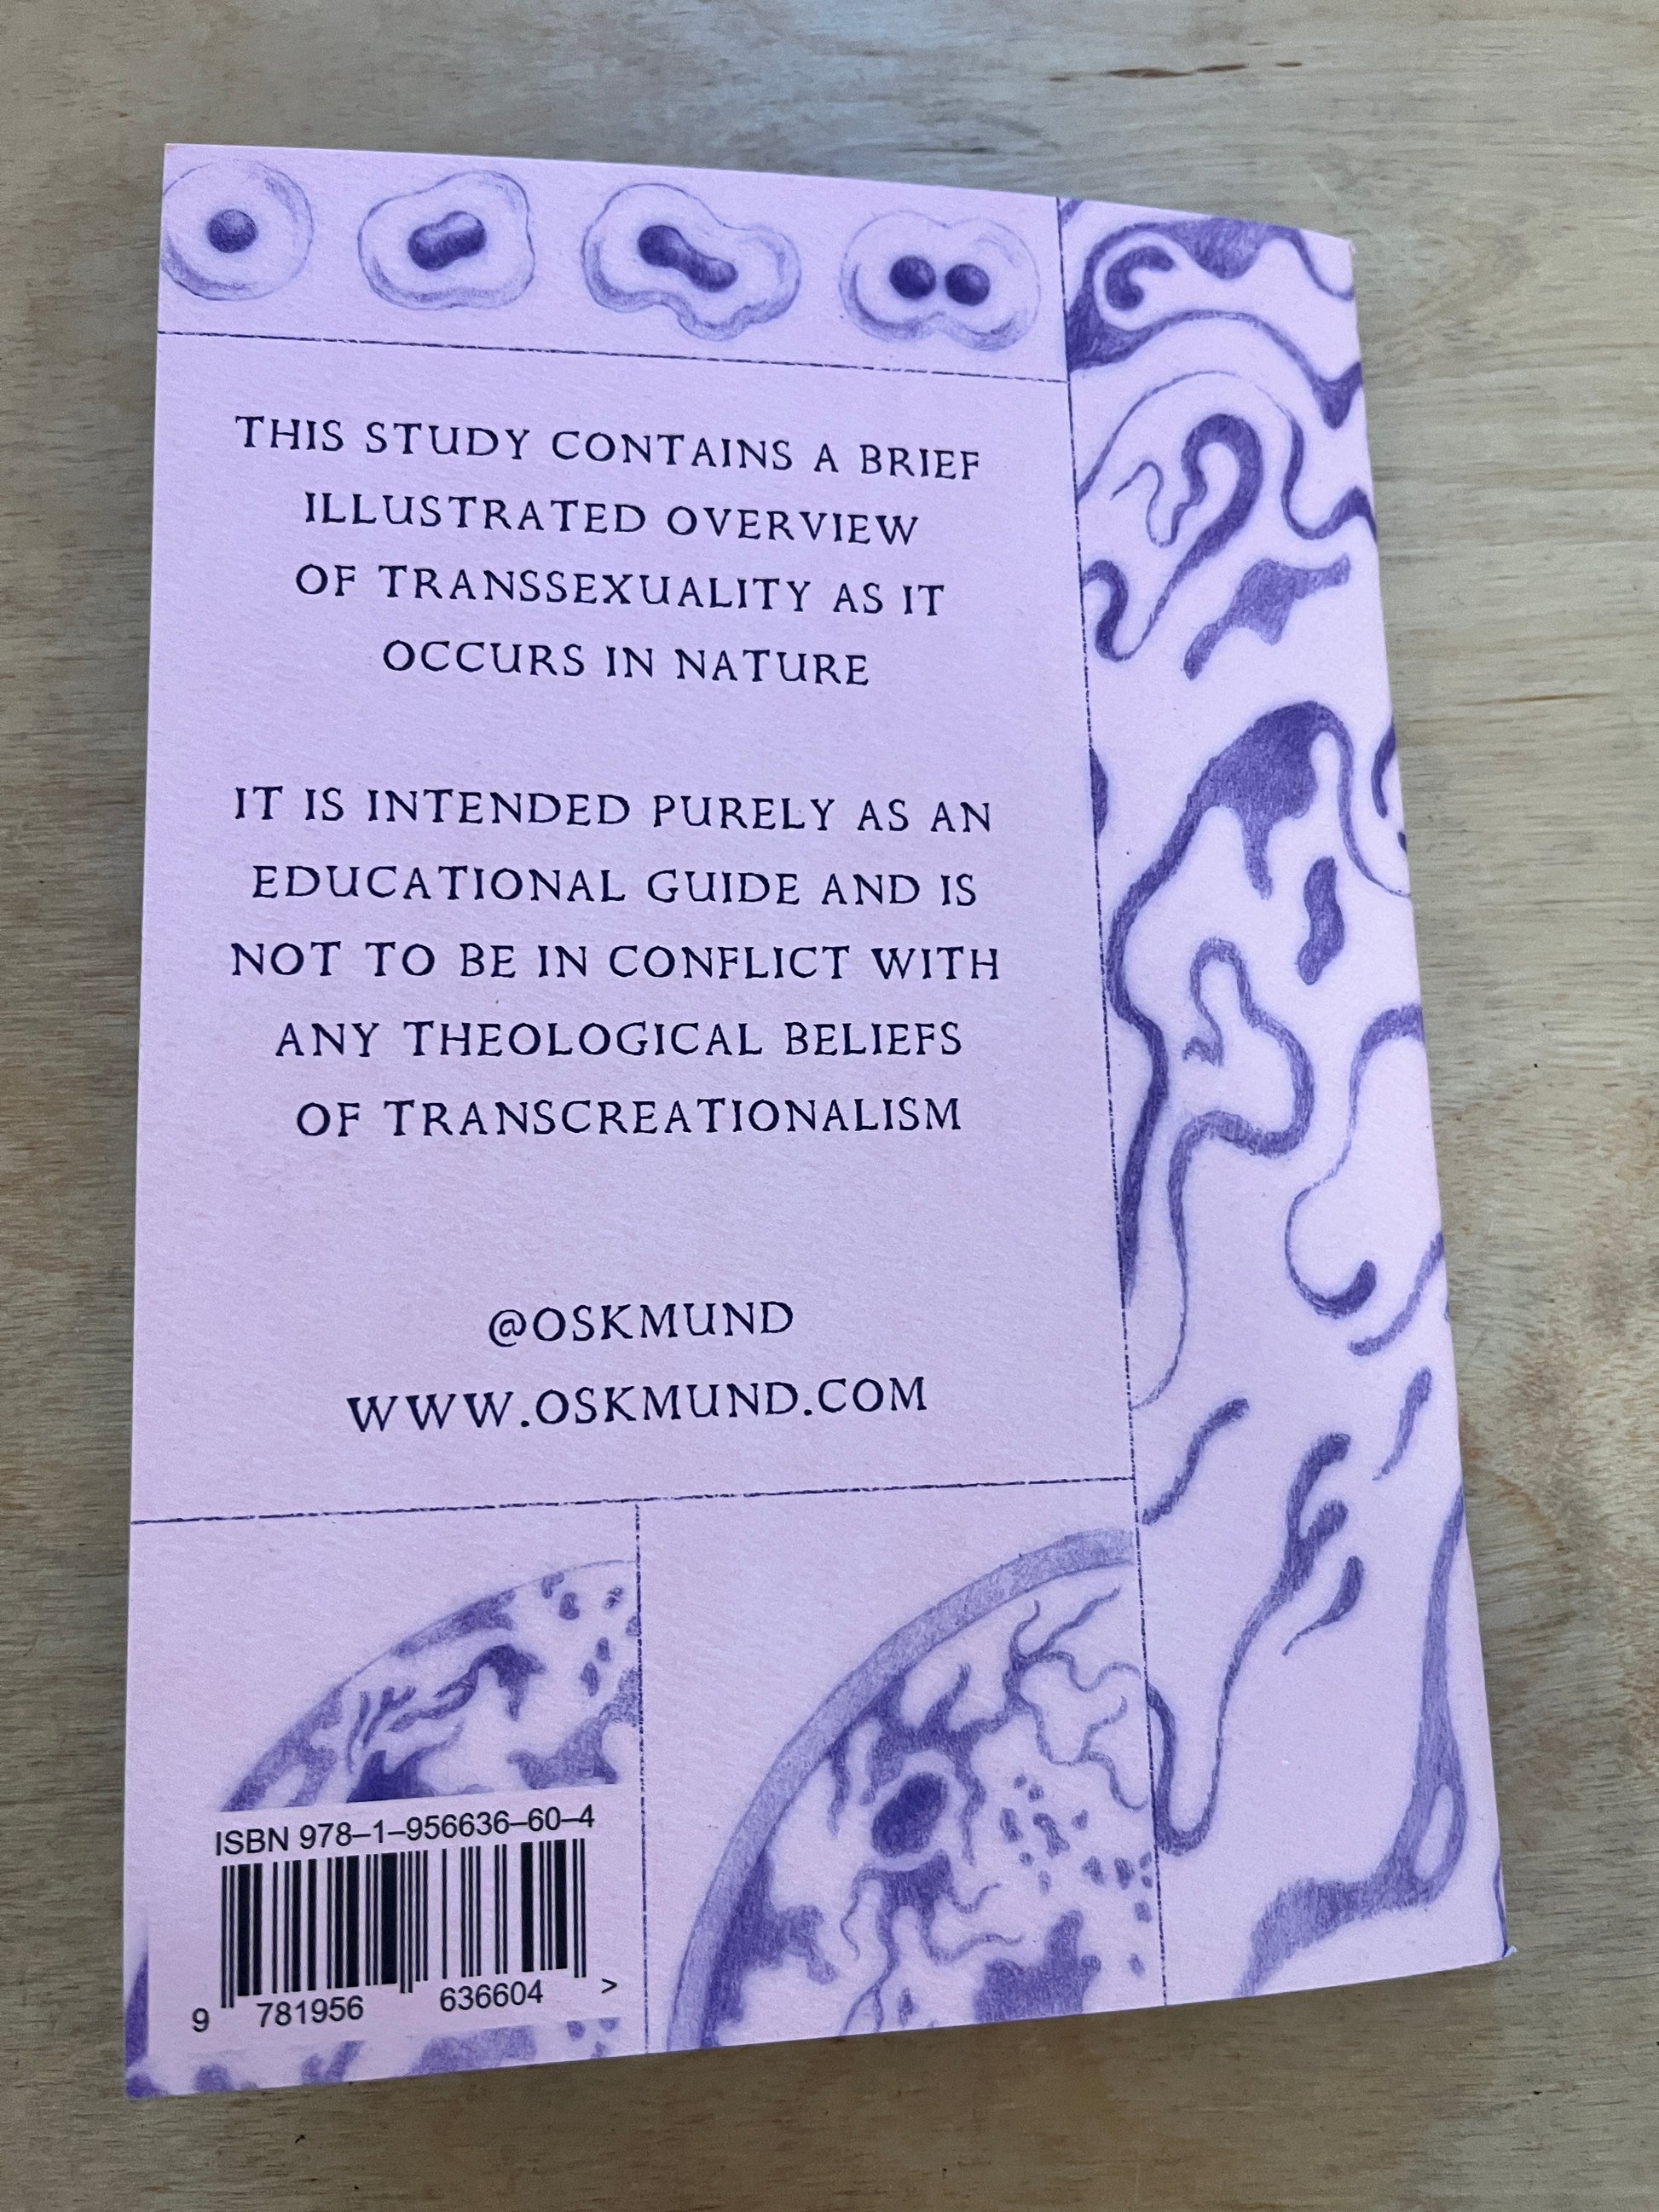 THIS STUDY CONTAINS A BRIEF
ILLUSTRATED OVERVIEW
OF TRANSSEXUALITY AS IT
OCCURS IN NATURE
IT IS INTENDED PURELY AS AN
EDUCATIONAL GUIDE AND IS
NOT TO BE IN CONFLICT WITH
ANY THEOLOGICAL BELIEFS
OF TRANSCREATIONALISM
@OSKMUND
WWW.OSKMUND.COM
ISBN 978–1–956636–60–4
9 781956 636604 >